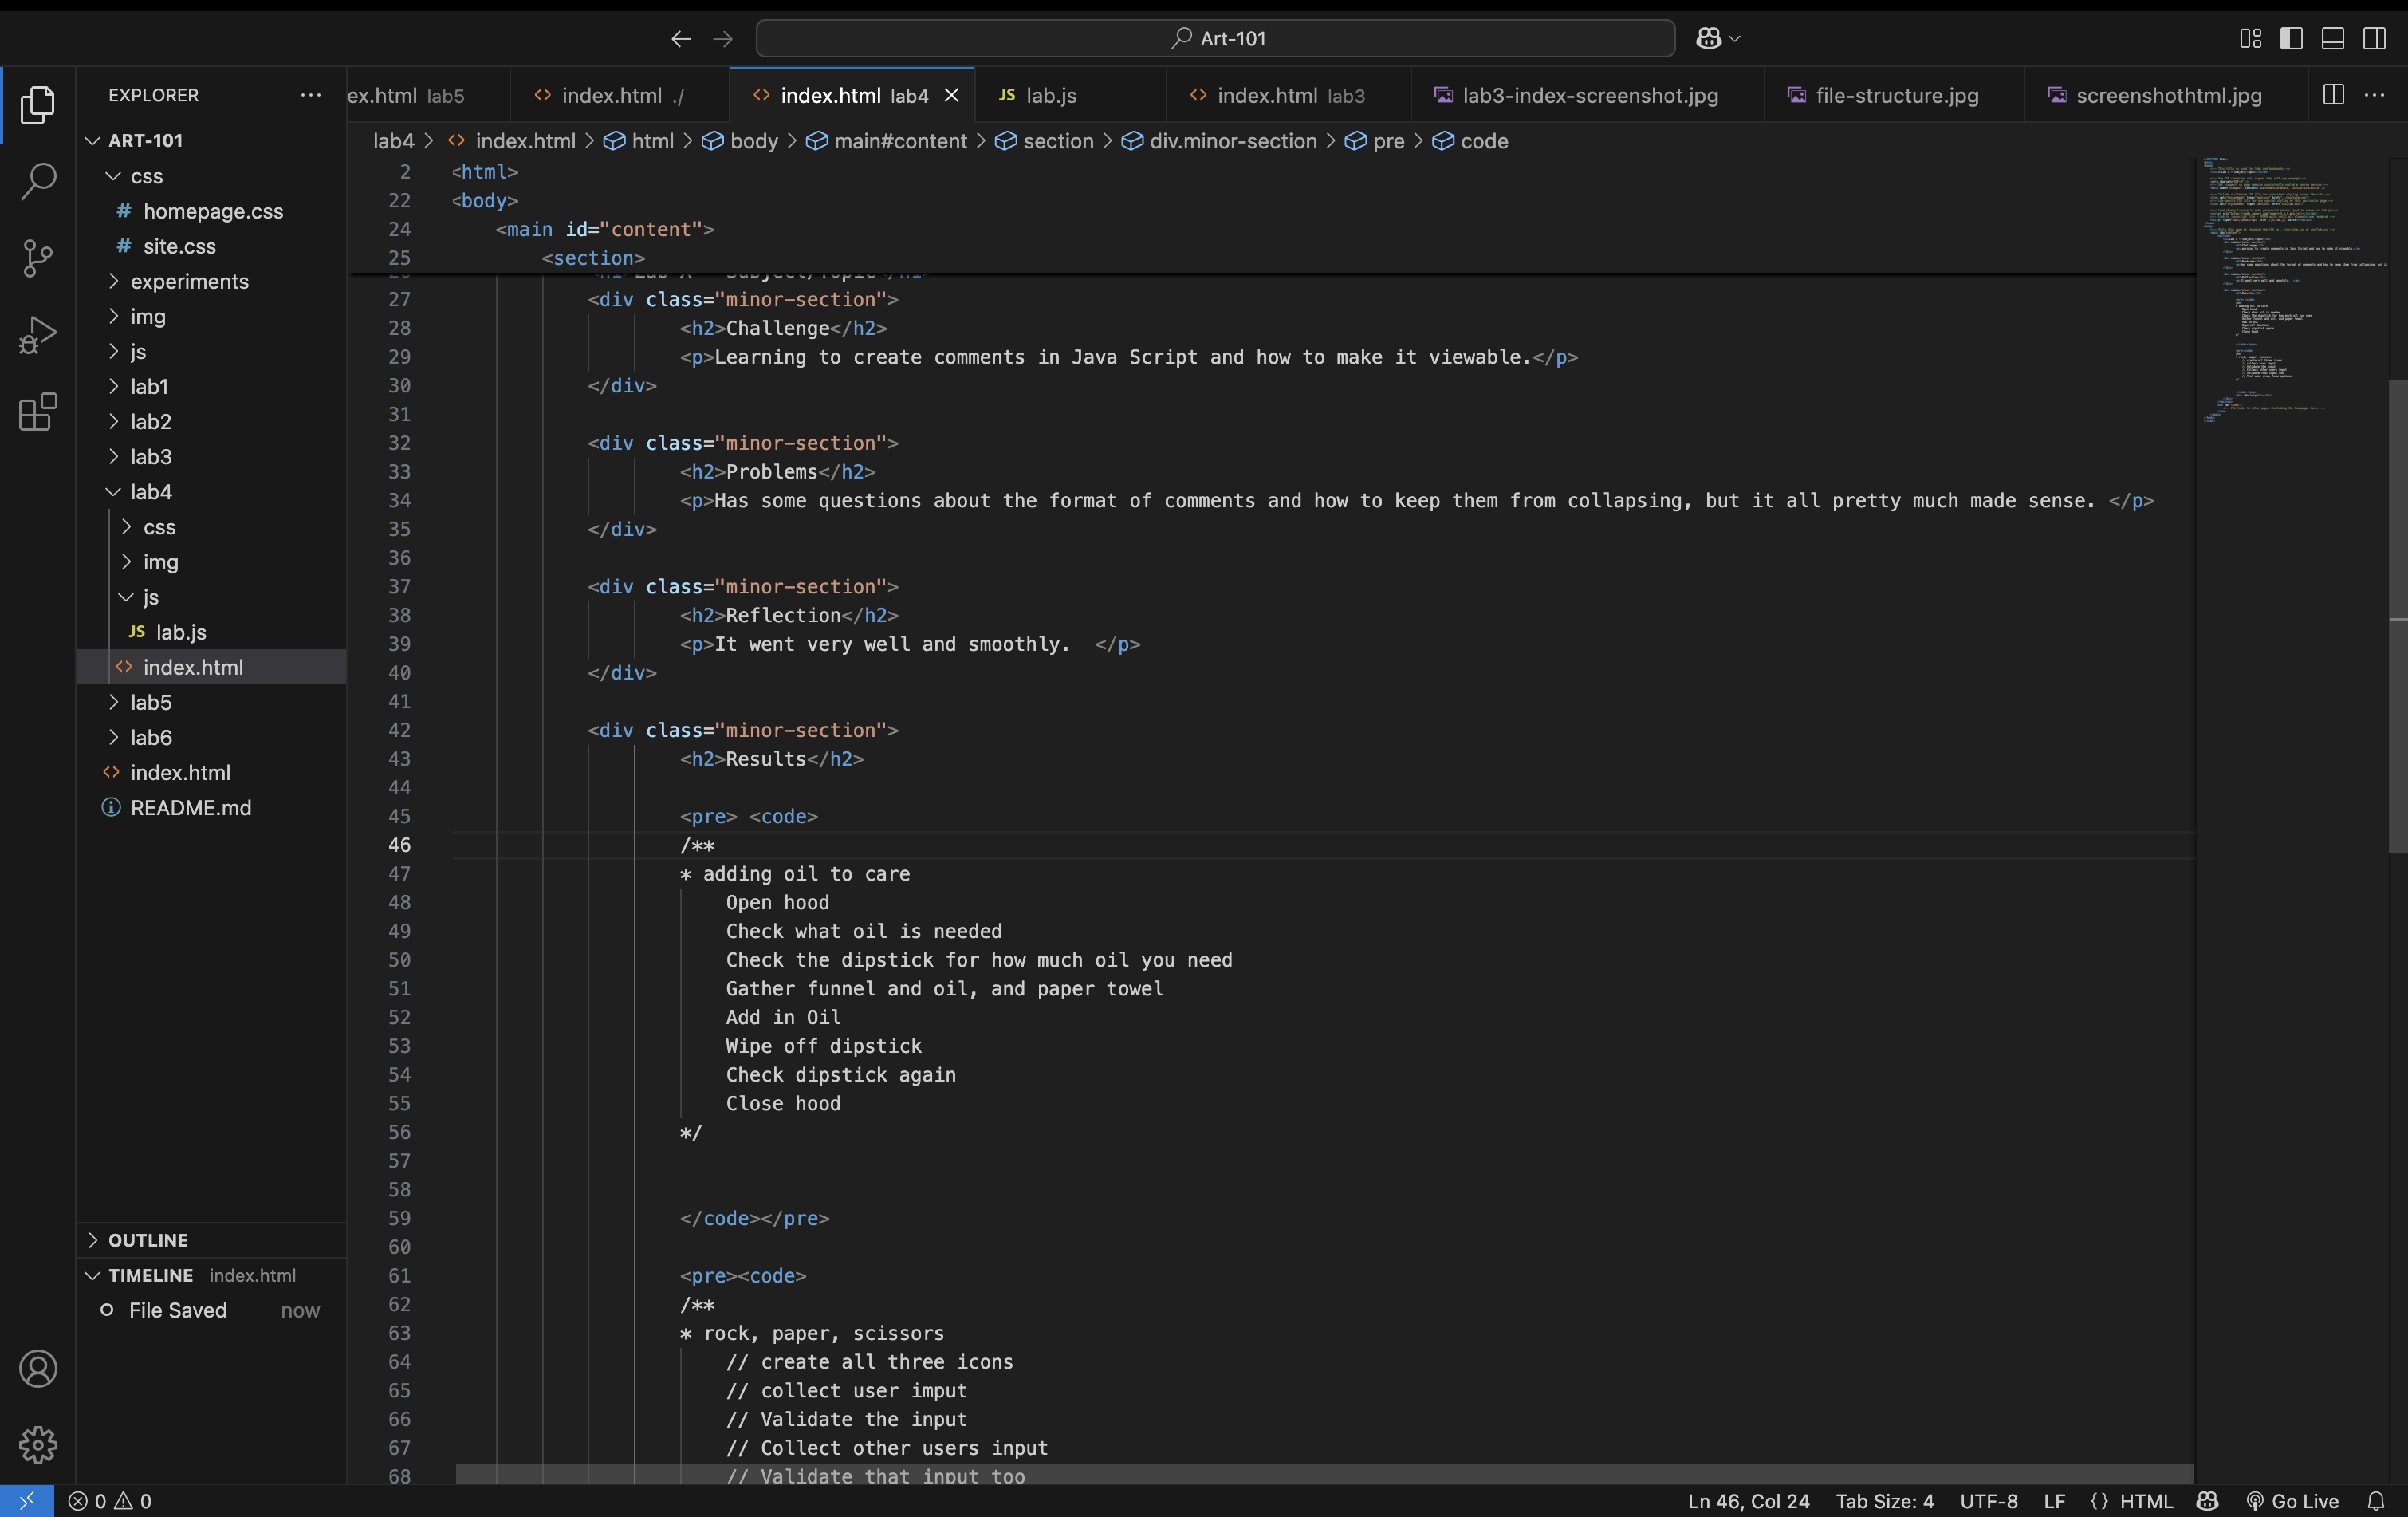 Art-101
EXPLORER
ex.html lab5
index.html ./
index.html lab4
JS lab.js
index.html lab3
lab3-index-screenshot.jpg
file-structure.jpg
screenshothtml.jpg
lab4 > index.html > html > body > main#content > section > div.minor-section > pre > code
ART-101
css
# homepage.css
# site.css
experiments
img
js
lab1
lab2
lab3
lab4
css
img
js
JS lab.js
index.html
lab5
lab6
index.html
README.md
OUTLINE
TIMELINE index.html
File Saved now
2 <html>
22 <body>
24 <main id="content">
25 <section>
27 <div class="minor-section">
28 <h2>Challenge</h2>
29 <p>Learning to create comments in Java Script and how to make it viewable.</p>
30 </div>
31
32 <div class="minor-section">
33 <h2>Problems</h2>
34 <p>Has some questions about the format of comments and how to keep them from collapsing, but it all pretty much made sense. </p>
35 </div>
36
37 <div class="minor-section">
38 <h2>Reflection</h2>
39 <p>It went very well and smoothly.  </p>
40 </div>
41
42 <div class="minor-section">
43 <h2>Results</h2>
44
45 <pre> <code>
46 /**
47 * adding oil to care
48 Open hood
49 Check what oil is needed
50 Check the dipstick for how much oil you need
51 Gather funnel and oil, and paper towel
52 Add in Oil
53 Wipe off dipstick
54 Check dipstick again
55 Close hood
56 */
57
58
59 </code></pre>
60
61 <pre><code>
62 /**
63 * rock, paper, scissors
64 // create all three icons
65 // collect user imput
66 // Validate the input
67 // Collect other users input
68 // Validate that input too
0 0
Ln 46, Col 24
Tab Size: 4
UTF-8
LF
{} HTML
Go Live